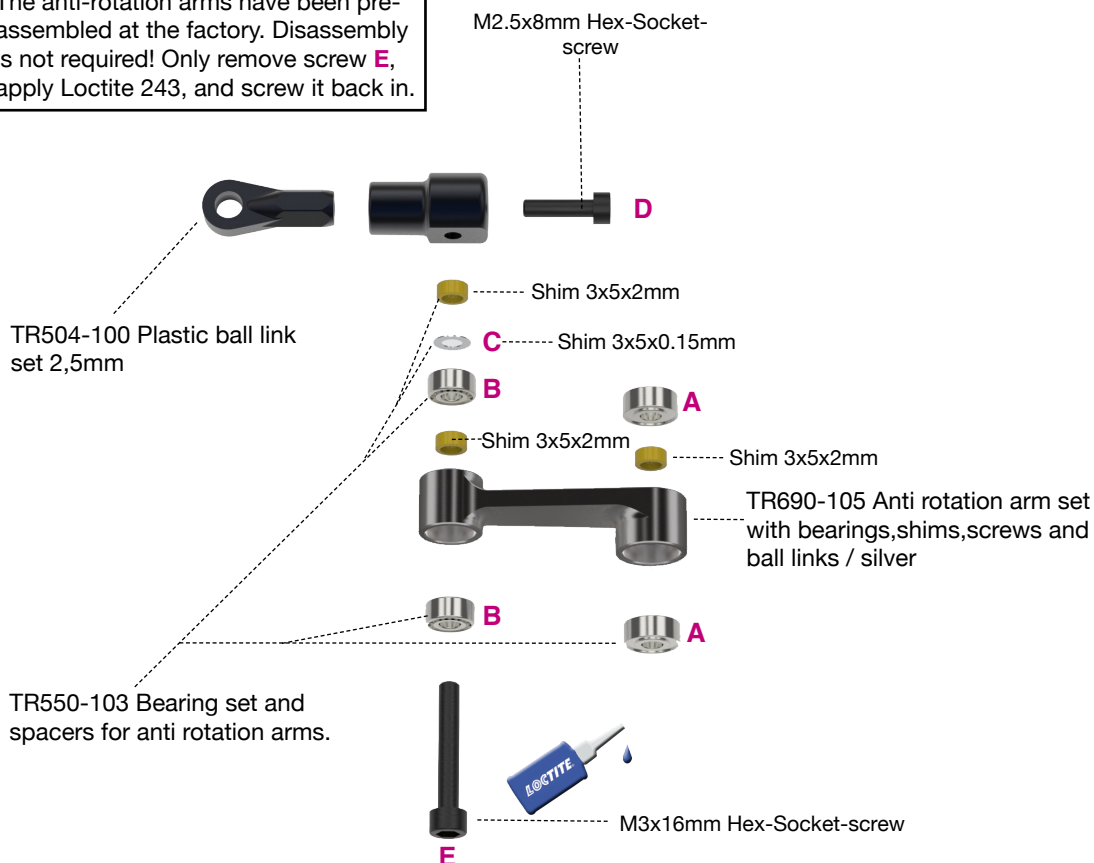 The anti-rotation arms have been pre-
assembled at the factory. Disassembly
is not required! Only remove screw E,
apply Loctite 243, and screw it back in.
M2.5x8mm Hex-Socket-
screw
D
Shim 3x5x2mm
TR504-100 Plastic ball link
set 2,5mm
C
Shim 3x5x0.15mm
B
A
Shim 3x5x2mm
Shim 3x5x2mm
TR690-105 Anti rotation arm set
with bearings,shims,screws and
ball links / silver
B
A
TR550-103 Bearing set and
spacers for anti rotation arms.
LOCTITE
M3x16mm Hex-Socket-screw
E